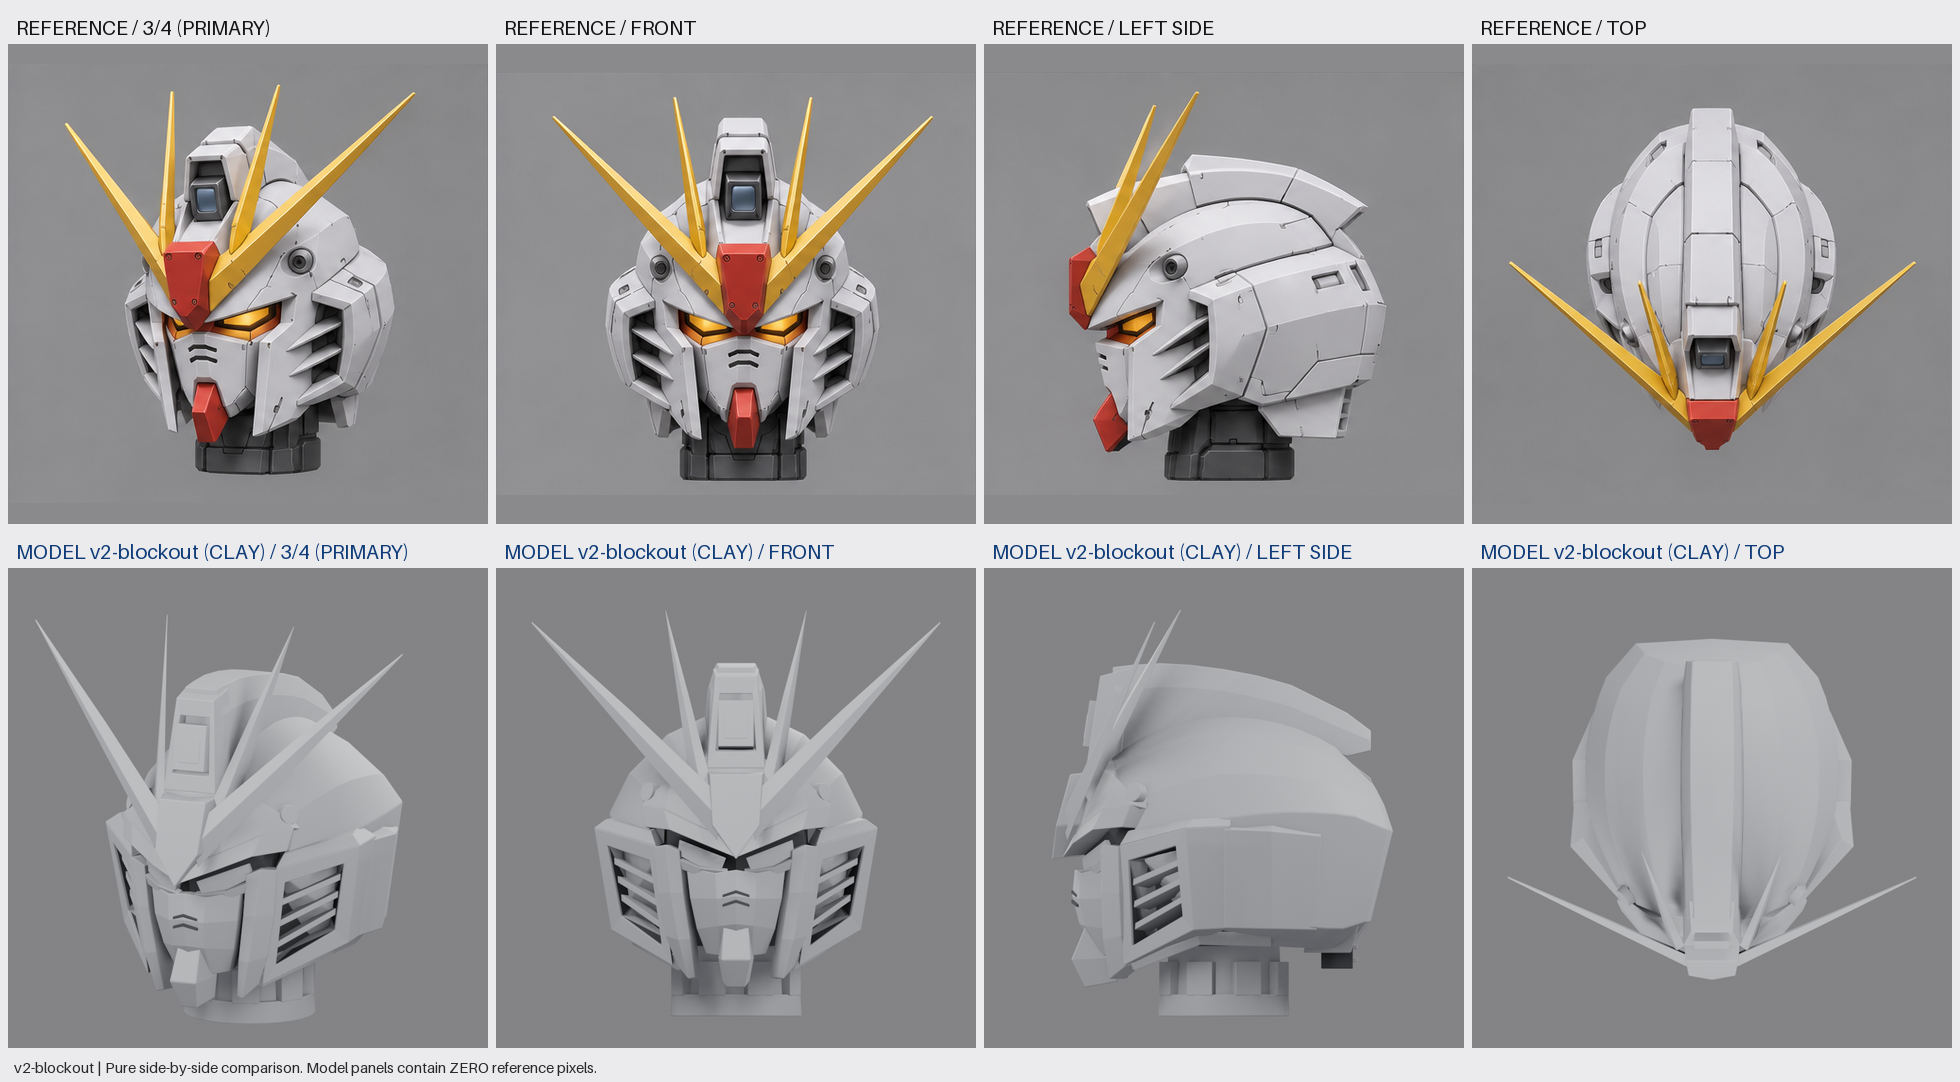 REFERENCE / 3/4 (PRIMARY)
REFERENCE / FRONT
REFERENCE / LEFT SIDE
REFERENCE / TOP
MODEL v2-blockout (CLAY) / 3/4 (PRIMARY)
MODEL v2-blockout (CLAY) / FRONT
MODEL v2-blockout (CLAY) / LEFT SIDE
MODEL v2-blockout (CLAY) / TOP
v2-blockout | Pure side-by-side comparison. Model panels contain ZERO reference pixels.